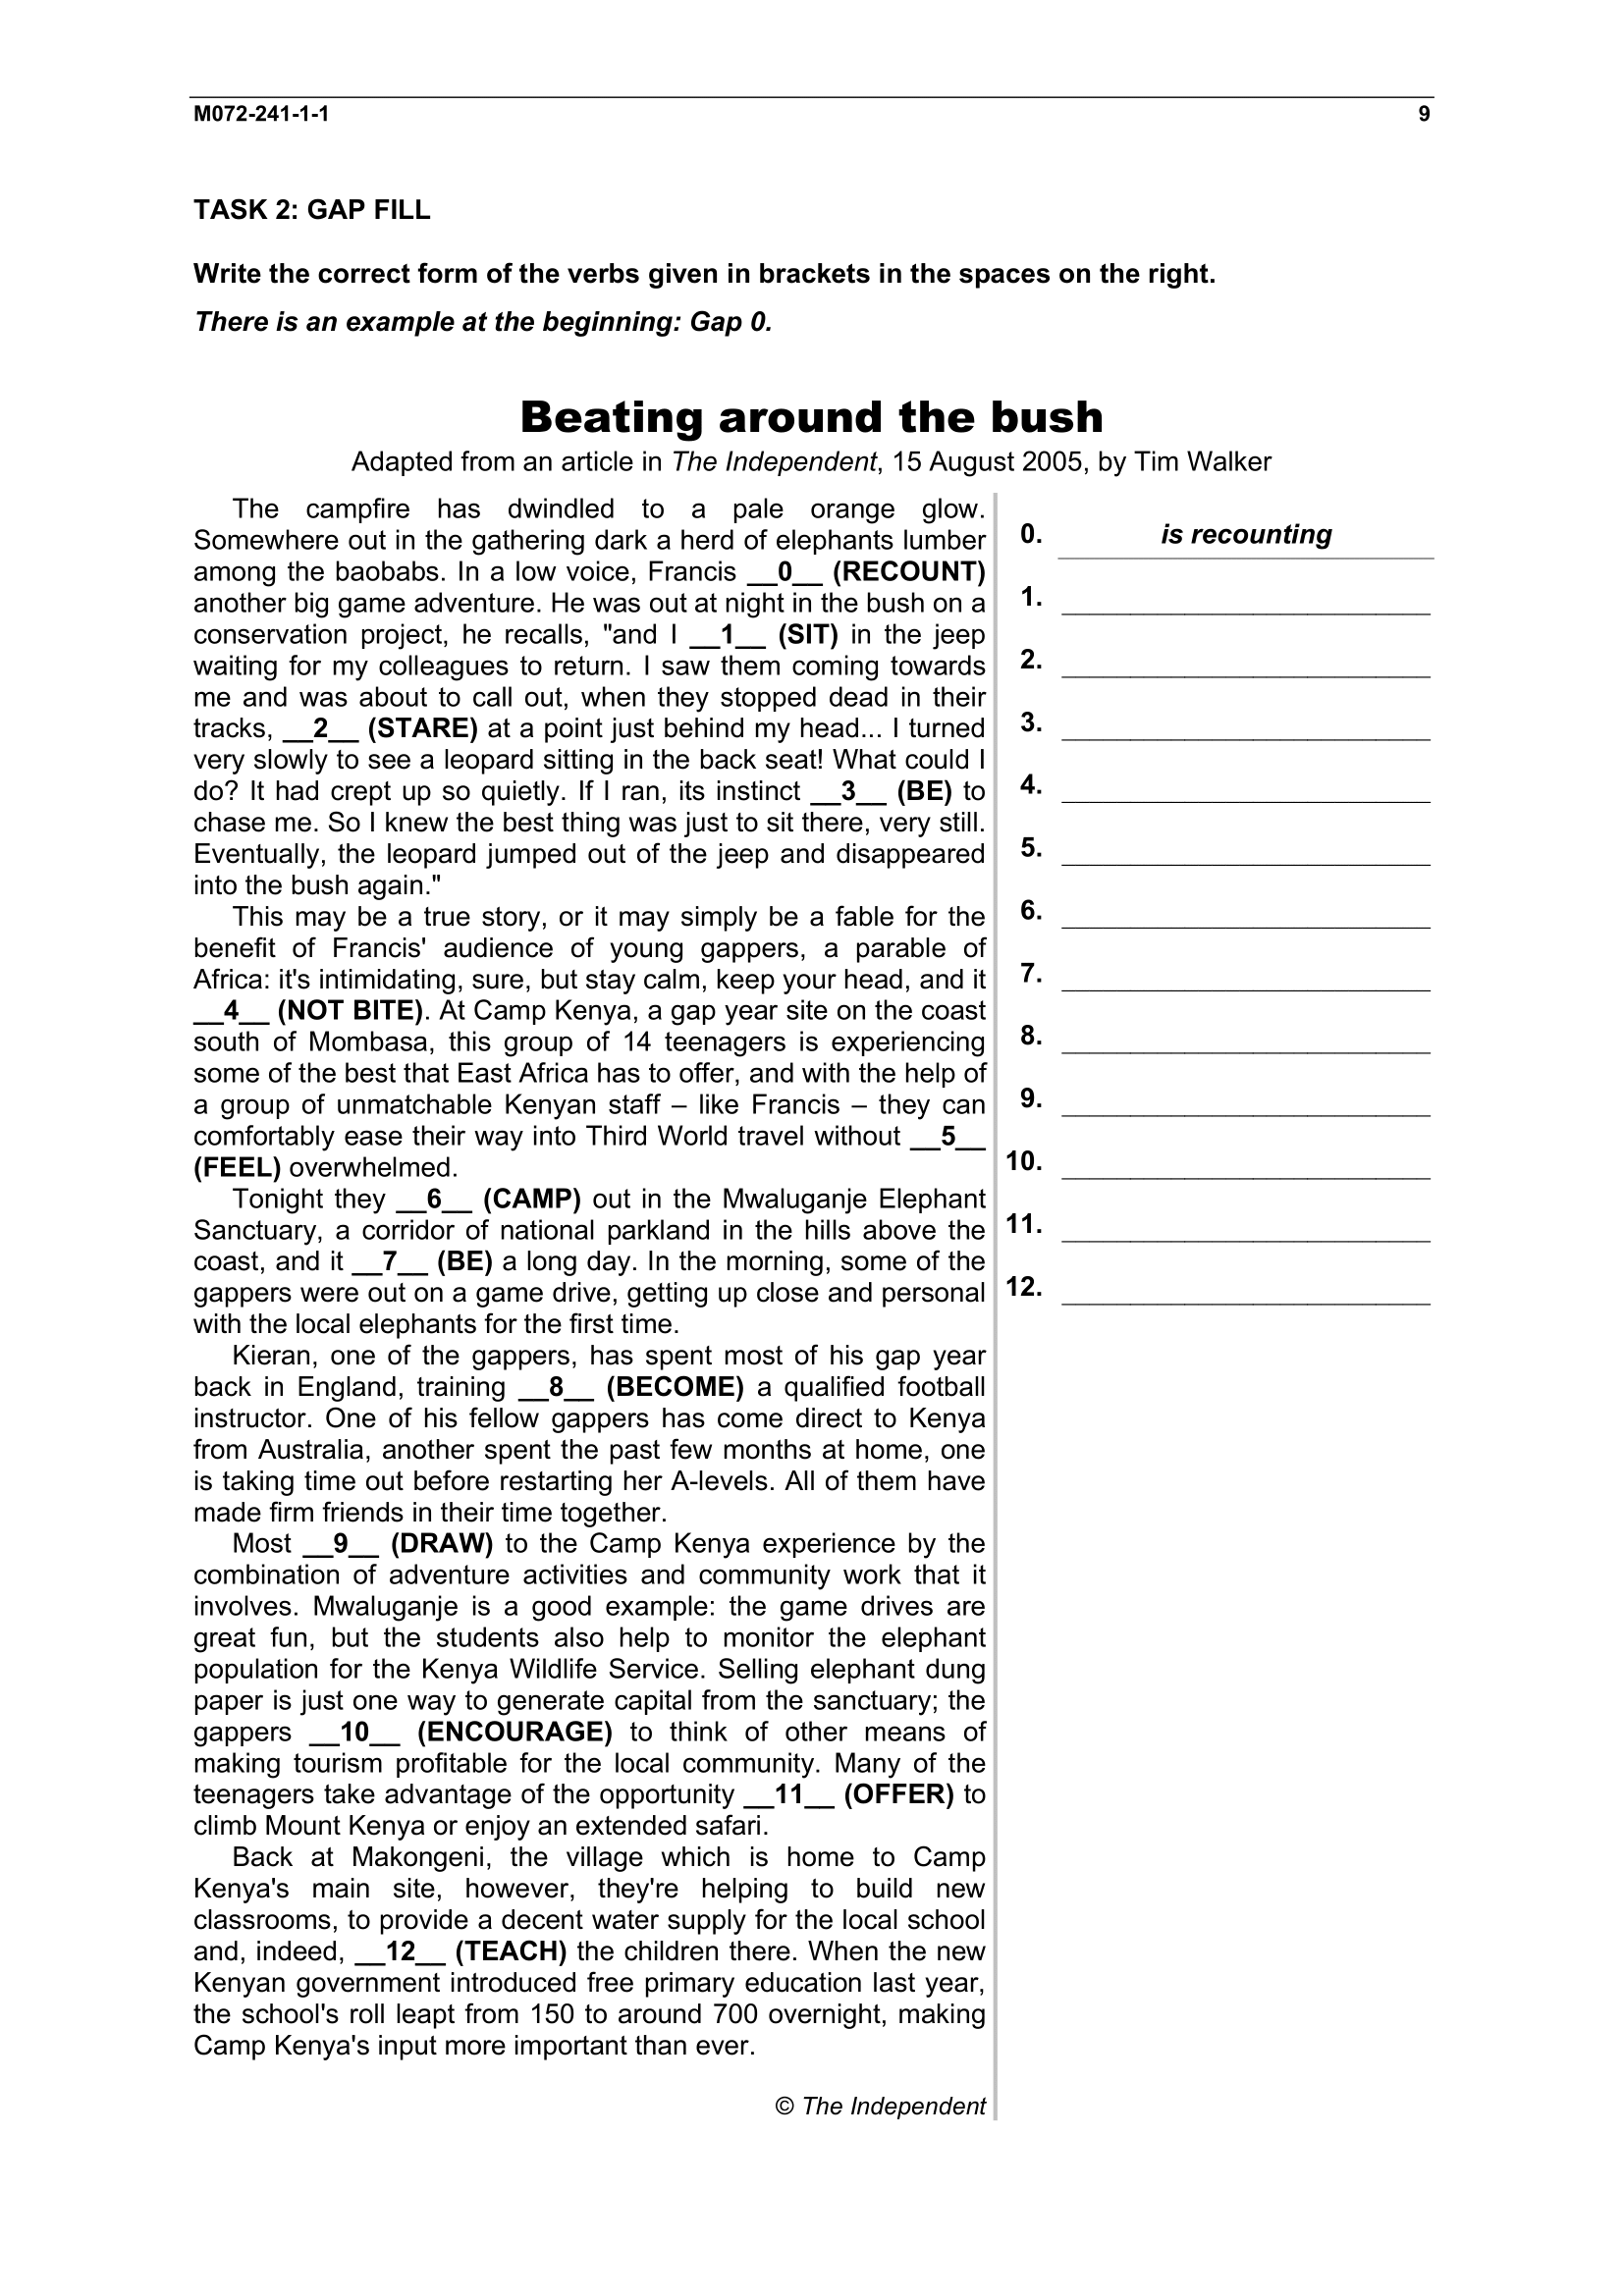 M072-241-1-1 9
TASK 2: GAP FILL
Write the correct form of the verbs given in brackets in the spaces on the right.
There is an example at the beginning: Gap 0.
Beating around the bush
Adapted from an article in The Independent, 15 August 2005, by Tim Walker
The campfire has dwindled to a pale orange glow.
Somewhere out in the gathering dark a herd of elephants lumber
among the baobabs. In a low voice, Francis __0__ (RECOUNT)
another big game adventure. He was out at night in the bush on a
conservation project, he recalls, "and I __1__ (SIT) in the jeep
waiting for my colleagues to return. I saw them coming towards
me and was about to call out, when they stopped dead in their
tracks, __2__ (STARE) at a point just behind my head... I turned
very slowly to see a leopard sitting in the back seat! What could I
do? It had crept up so quietly. If I ran, its instinct __3__ (BE) to
chase me. So I knew the best thing was just to sit there, very still.
Eventually, the leopard jumped out of the jeep and disappeared
into the bush again."
This may be a true story, or it may simply be a fable for the
benefit of Francis' audience of young gappers, a parable of
Africa: it's intimidating, sure, but stay calm, keep your head, and it
__4__ (NOT BITE). At Camp Kenya, a gap year site on the coast
south of Mombasa, this group of 14 teenagers is experiencing
some of the best that East Africa has to offer, and with the help of
a group of unmatchable Kenyan staff – like Francis – they can
comfortably ease their way into Third World travel without __5__
(FEEL) overwhelmed.
Tonight they __6__ (CAMP) out in the Mwaluganje Elephant
Sanctuary, a corridor of national parkland in the hills above the
coast, and it __7__ (BE) a long day. In the morning, some of the
gappers were out on a game drive, getting up close and personal
with the local elephants for the first time.
Kieran, one of the gappers, has spent most of his gap year
back in England, training __8__ (BECOME) a qualified football
instructor. One of his fellow gappers has come direct to Kenya
from Australia, another spent the past few months at home, one
is taking time out before restarting her A-levels. All of them have
made firm friends in their time together.
Most __9__ (DRAW) to the Camp Kenya experience by the
combination of adventure activities and community work that it
involves. Mwaluganje is a good example: the game drives are
great fun, but the students also help to monitor the elephant
population for the Kenya Wildlife Service. Selling elephant dung
paper is just one way to generate capital from the sanctuary; the
gappers __10__ (ENCOURAGE) to think of other means of
making tourism profitable for the local community. Many of the
teenagers take advantage of the opportunity __11__ (OFFER) to
climb Mount Kenya or enjoy an extended safari.
Back at Makongeni, the village which is home to Camp
Kenya's main site, however, they're helping to build new
classrooms, to provide a decent water supply for the local school
and, indeed, __12__ (TEACH) the children there. When the new
Kenyan government introduced free primary education last year,
the school's roll leapt from 150 to around 700 overnight, making
Camp Kenya's input more important than ever.
© The Independent
0. is recounting
1.
2.
3.
4.
5.
6.
7.
8.
9.
10.
11.
12.